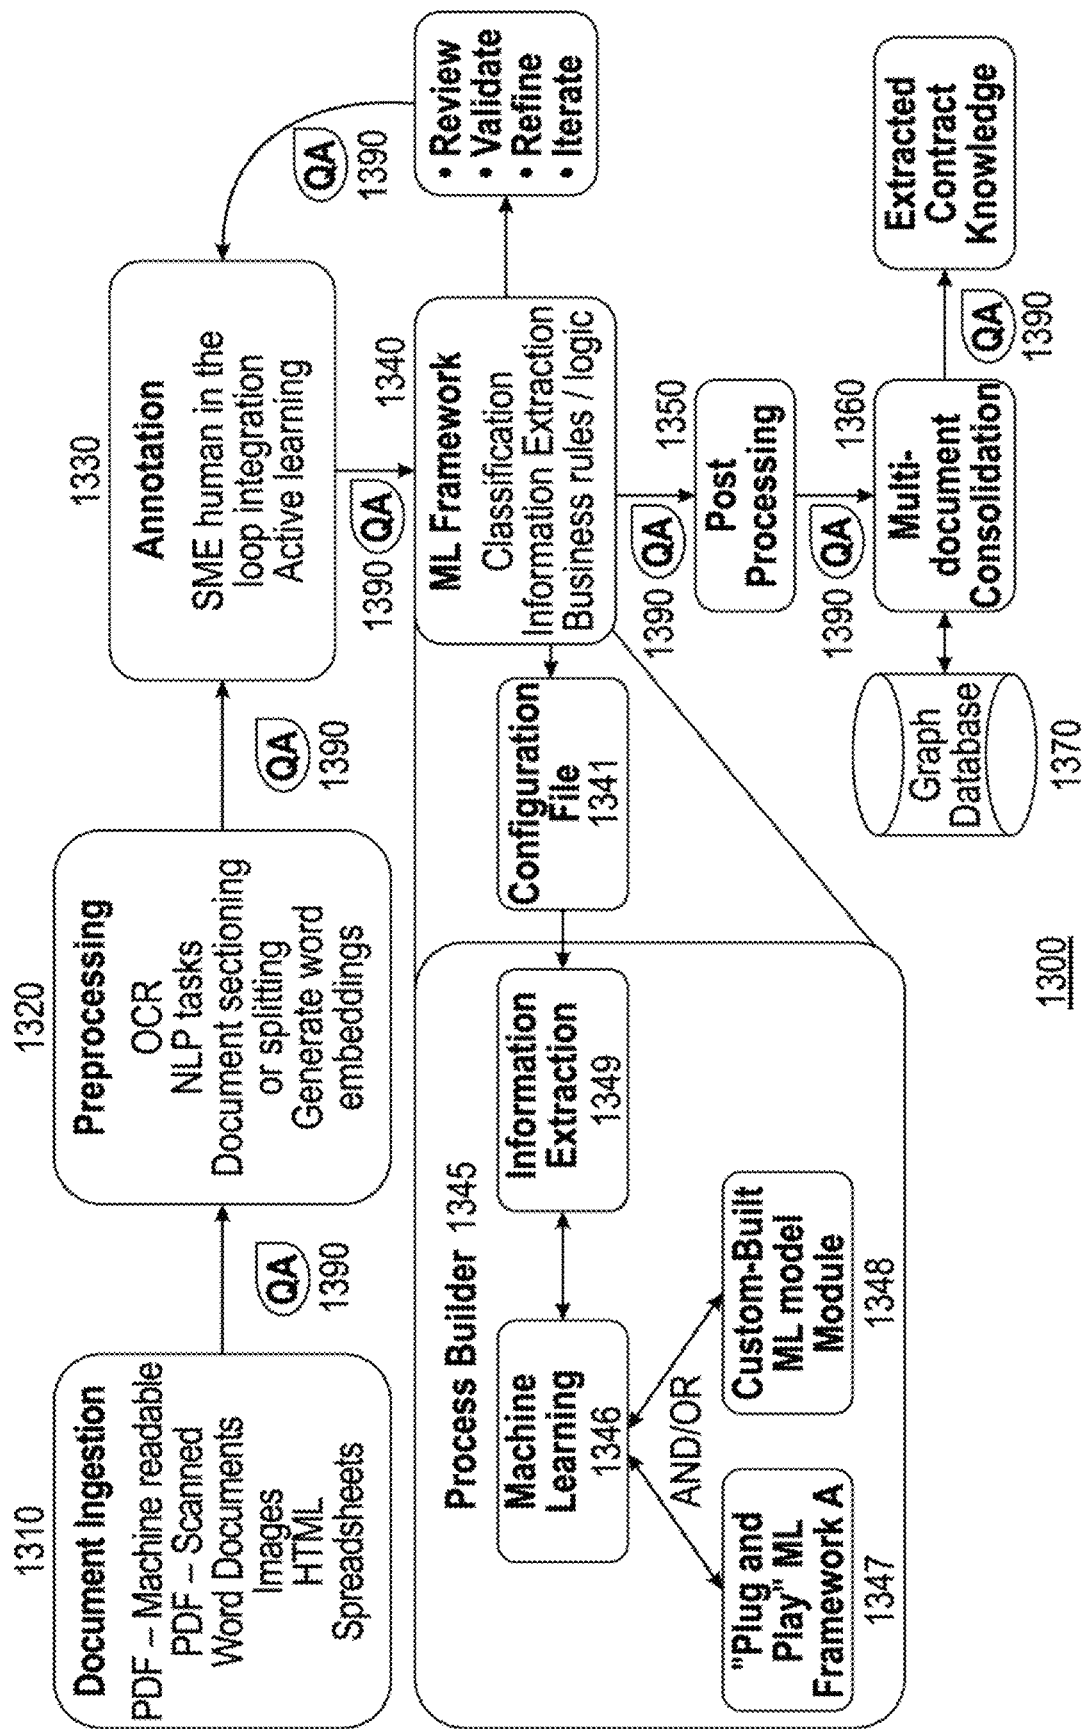 1310
Document Ingestion
PDF – Machine readable
PDF – Scanned
Word Documents
Images
HTML
Spreadsheets
QA
1390
1320
Preprocessing
OCR
NLP tasks
Document sectioning
or splitting
Generate word
embeddings
QA
1390
1330
Annotation
SME human in the
loop integration
Active learning
QA
1390
1390 QA
1340
ML Framework
Classification
Information Extraction
Business rules / logic
• Review
• Validate
• Refine
• Iterate
Configuration
File
1341
Process Builder 1345
Machine
Learning
1346
Information
Extraction
1349
AND/OR
"Plug and
Play" ML
Framework A
1347
Custom-Built
ML model
Module
1348
1390 QA
1350
Post
Processing
1390 QA
1360
Multi-
document
Consolidation
Graph
Database
1370
QA
1390
Extracted
Contract
Knowledge
1300